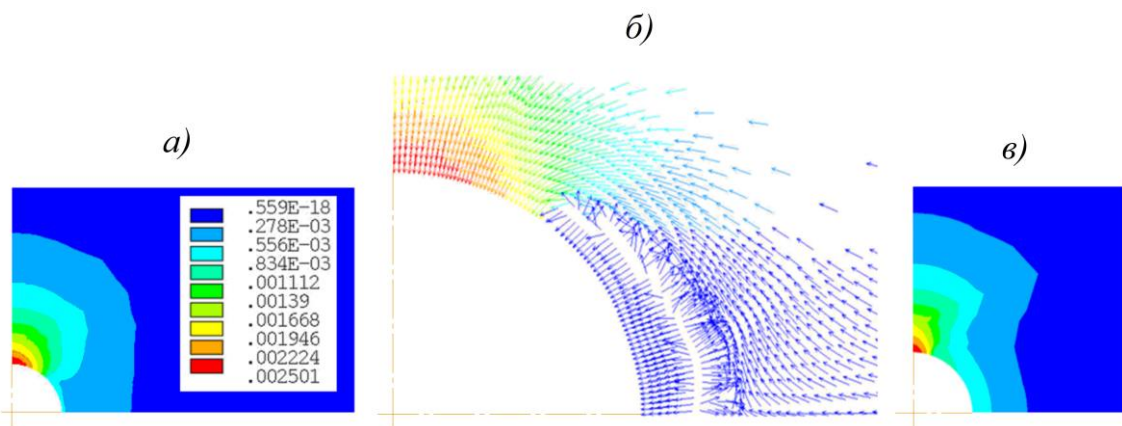 б)
а)
в)
.559E-18
.278E-03
.556E-03
.834E-03
.001112
.00139
.001668
.001946
.002224
.002501